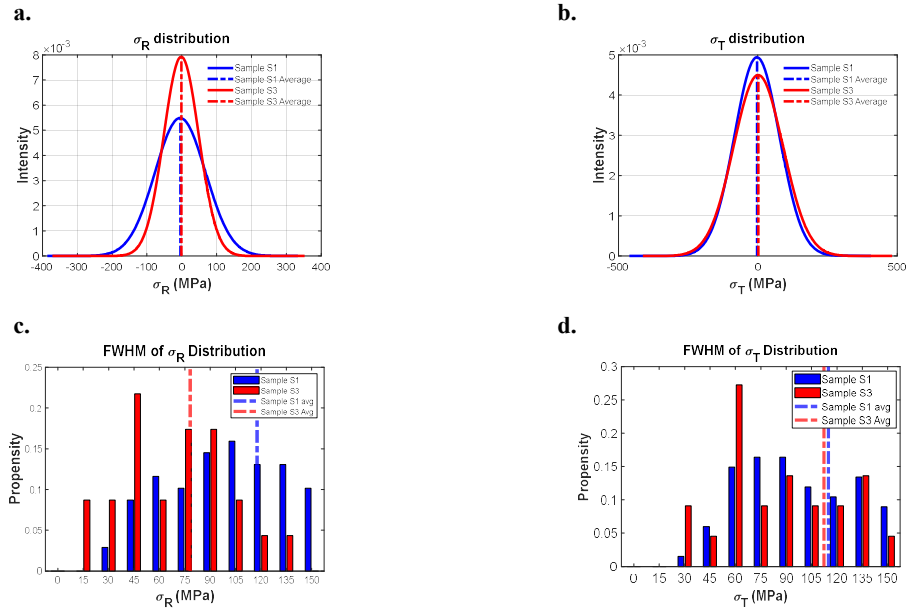 a.
σR distribution
×10-3
8
7
6
5
4
3
2
1
0
Intensity
-400 -300 -200 -100 0 100 200 300 400
σR (MPa)
Sample S1
Sample S1 Average
Sample S3
Sample S3 Average
b.
σT distribution
×10-3
5
4
3
2
1
0
Intensity
-500 0 500
σT (MPa)
Sample S1
Sample S1 Average
Sample S3
Sample S3 Average
c.
FWHM of σR Distribution
0.25
0.2
0.15
0.1
0.05
0
Propensity
0 15 30 45 60 75 90 105 120 135 150
σR (MPa)
Sample S1
Sample S3
Sample S1 avg
Sample S3 Avg
d.
FWHM of σT Distribution
0.3
0.25
0.2
0.15
0.1
0.05
0
Propensity
0 15 30 45 60 75 90 105 120 135 150
σT (MPa)
Sample S1
Sample S3
Sample S1 avg
Sample S3 Avg